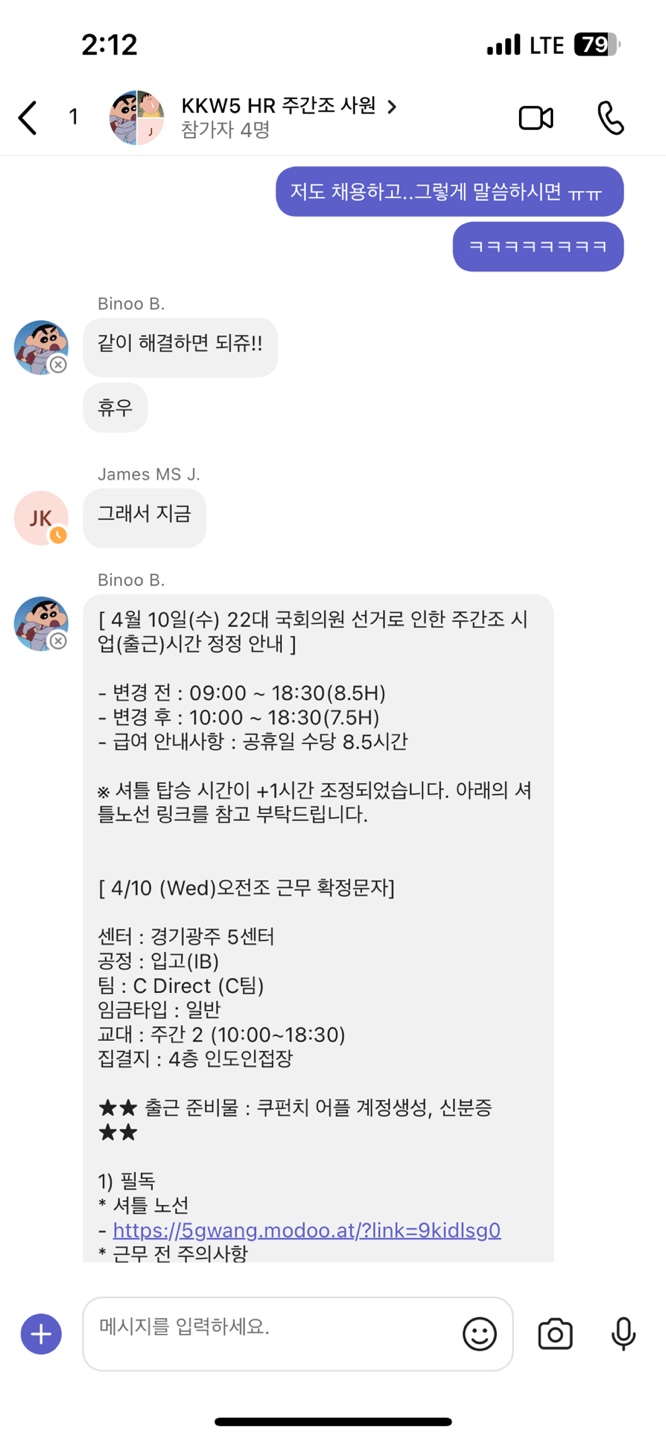 2:12
LTE 79
1
KKW5 HR 주간조 사원
J
참가자 4명
저도 채용하고..그렇게 말씀하시면 ㅠㅠ
ㅋㅋㅋㅋㅋㅋㅋㅋ
Binoo B.
같이 해결하면 되쥬!!
휴우
James MS J.
JK
그래서 지금
Binoo B.
[ 4월 10일(수) 22대 국회의원 선거로 인한 주간조 시
업(출근)시간 정정 안내 ]
- 변경 전 : 09:00 ~ 18:30(8.5H)
- 변경 후 : 10:00 ~ 18:30(7.5H)
- 급여 안내사항 : 공휴일 수당 8.5시간
※ 셔틀 탑승 시간이 +1시간 조정되었습니다. 아래의 셔
틀노선 링크를 참고 부탁드립니다.
[ 4/10 (Wed)오전조 근무 확정문자]
센터 : 경기광주 5센터
공정 : 입고(IB)
팀 : C Direct (C팀)
임금타입 : 일반
교대 : 주간 2 (10:00~18:30)
집결지 : 4층 인도인접장
★★ 출근 준비물 : 쿠펀치 어플 계정생성, 신분증
★★
1) 필독
* 셔틀 노선
- https://5gwang.modoo.at/?link=9kidlsg0
* 근무 전 주의사항
메시지를 입력하세요.